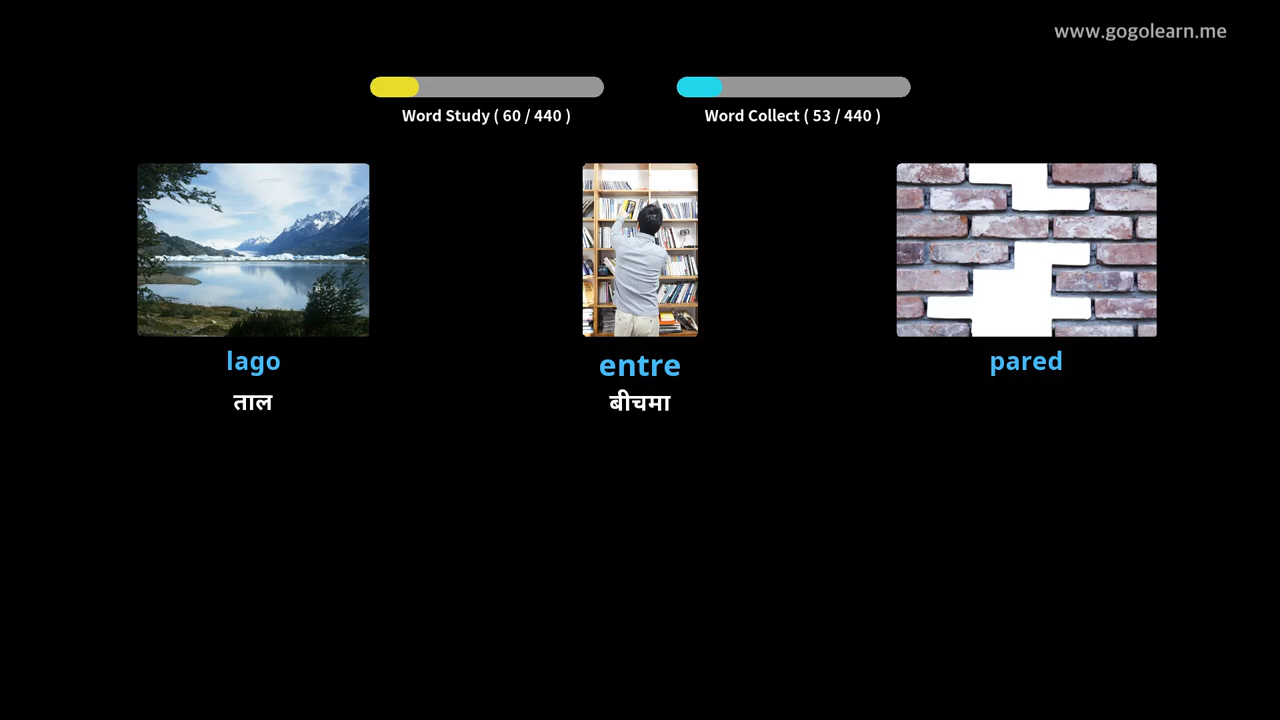 www.gogolearn.me
Word Study ( 60 / 440 )
Word Collect ( 53 / 440 )
lago
entre
pared
ताल
बीचमा